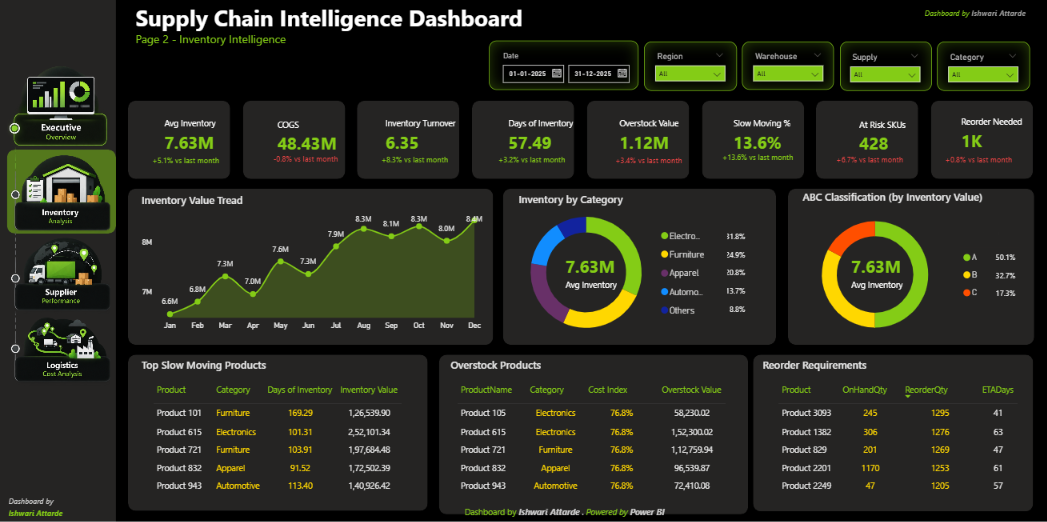 Supply Chain Intelligence Dashboard
Page 2 - Inventory Intelligence
Dashboard by Ishwari Attarde
Date
01-01-2025 31-12-2025
Region
All
Warehouse
All
Supply
All
Category
All
Executive
Overview
Inventory
Analysis
Supplier
Performance
Logistics
Cost Analysis
Avg Inventory
7.63M
+5.1% vs last month
COGS
48.43M
-0.8% vs last month
Inventory Turnover
6.35
+8.3% vs last month
Days of Inventory
57.49
+3.2% vs last month
Overstock Value
1.12M
+3.4% vs last month
Slow Moving %
13.6%
+13.6% vs last month
At Risk SKUs
428
+6.7% vs last month
Reorder Needed
1K
+0.8% vs last month
Inventory Value Tread
8M
7M
6.6M 6.8M 7.3M 7.0M 7.6M 7.3M 7.9M 8.3M 8.1M 8.3M 8.0M 8.4M
Jan Feb Mar Apr May Jun Jul Aug Sep Oct Nov Dec
Inventory by Category
7.63M
Avg Inventory
Electro... 31.8%
Furniture 24.9%
Apparel 20.8%
Automo... 13.7%
Others 8.8%
ABC Classification (by Inventory Value)
7.63M
Avg Inventory
A 50.1%
B 32.7%
C 17.3%
Top Slow Moving Products
Product Category Days of Inventory Inventory Value
Product 101 Furniture 169.29 1,26,539.90
Product 615 Electronics 101.31 2,52,101.34
Product 721 Furniture 103.91 1,97,684.48
Product 832 Apparel 91.52 1,72,502.39
Product 943 Automotive 113.40 1,40,926.42
Overstock Products
ProductName Category Cost Index Overstock Value
Product 105 Electronics 76.8% 58,230.02
Product 615 Electronics 76.8% 1,52,300.02
Product 721 Furniture 76.8% 1,12,759.94
Product 832 Apparel 76.8% 96,539.87
Product 943 Automotive 76.8% 72,410.08
Reorder Requirements
Product OnHandQty ReorderQty ETADays
Product 3093 245 1295 41
Product 1382 306 1276 63
Product 829 201 1269 47
Product 2201 1170 1253 61
Product 2249 47 1205 57
Dashboard by
Ishwari Attarde
Dashboard by Ishwari Attarde . Powered by Power BI